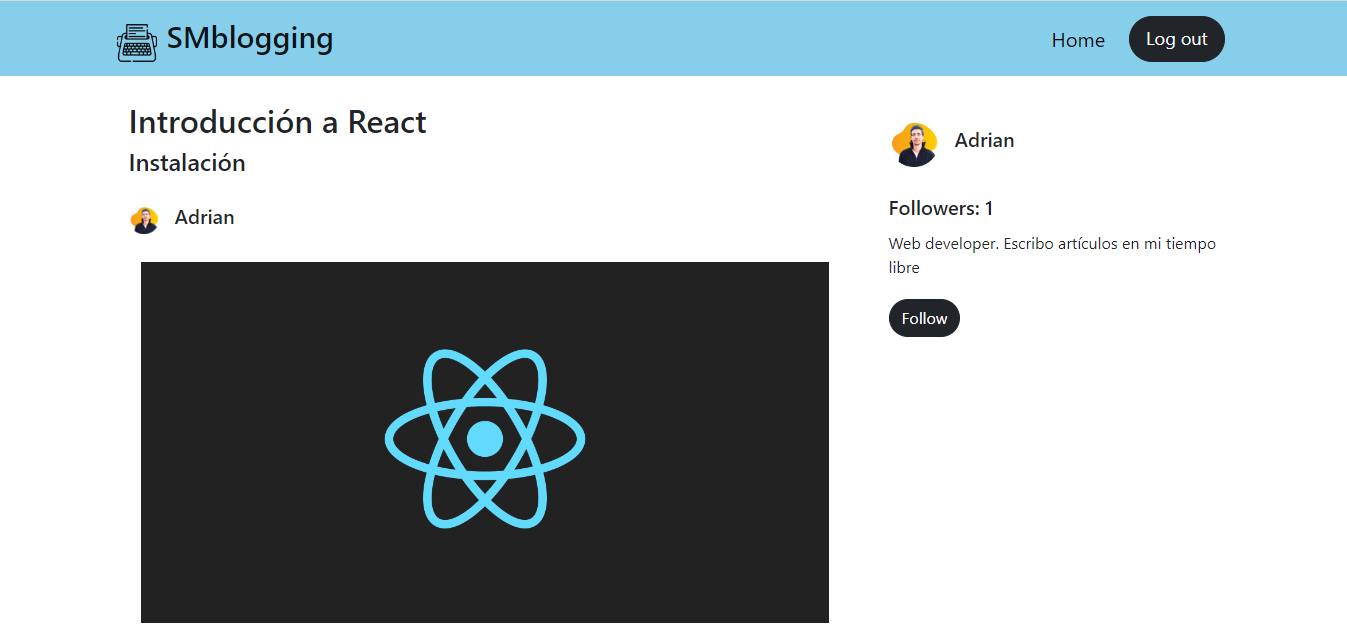 SMblogging
Home
Log out
Introducción a React
Instalación
Adrian
Adrian
Followers: 1
Web developer. Escribo artículos en mi tiempo
libre
Follow